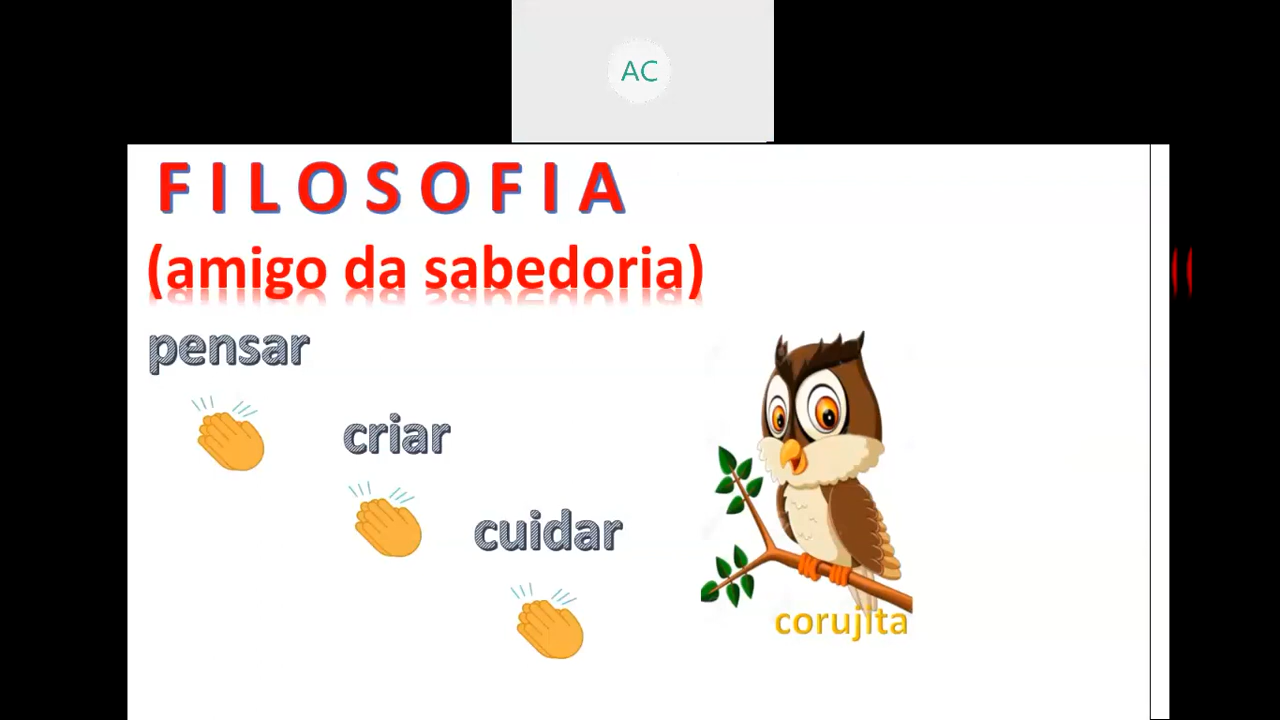 AC
F I L O S O F I A
(amigo da sabedoria)
pensar
criar
cuidar
corujita